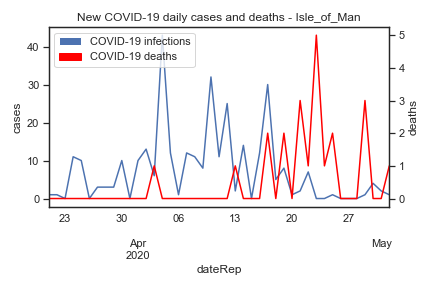 New COVID-19 daily cases and deaths - Isle_of_Man
COVID-19 infections
COVID-19 deaths
cases
40
30
20
10
0
deaths
5
4
3
2
1
0
23 30 06 13 20 27
Apr May
2020
dateRep